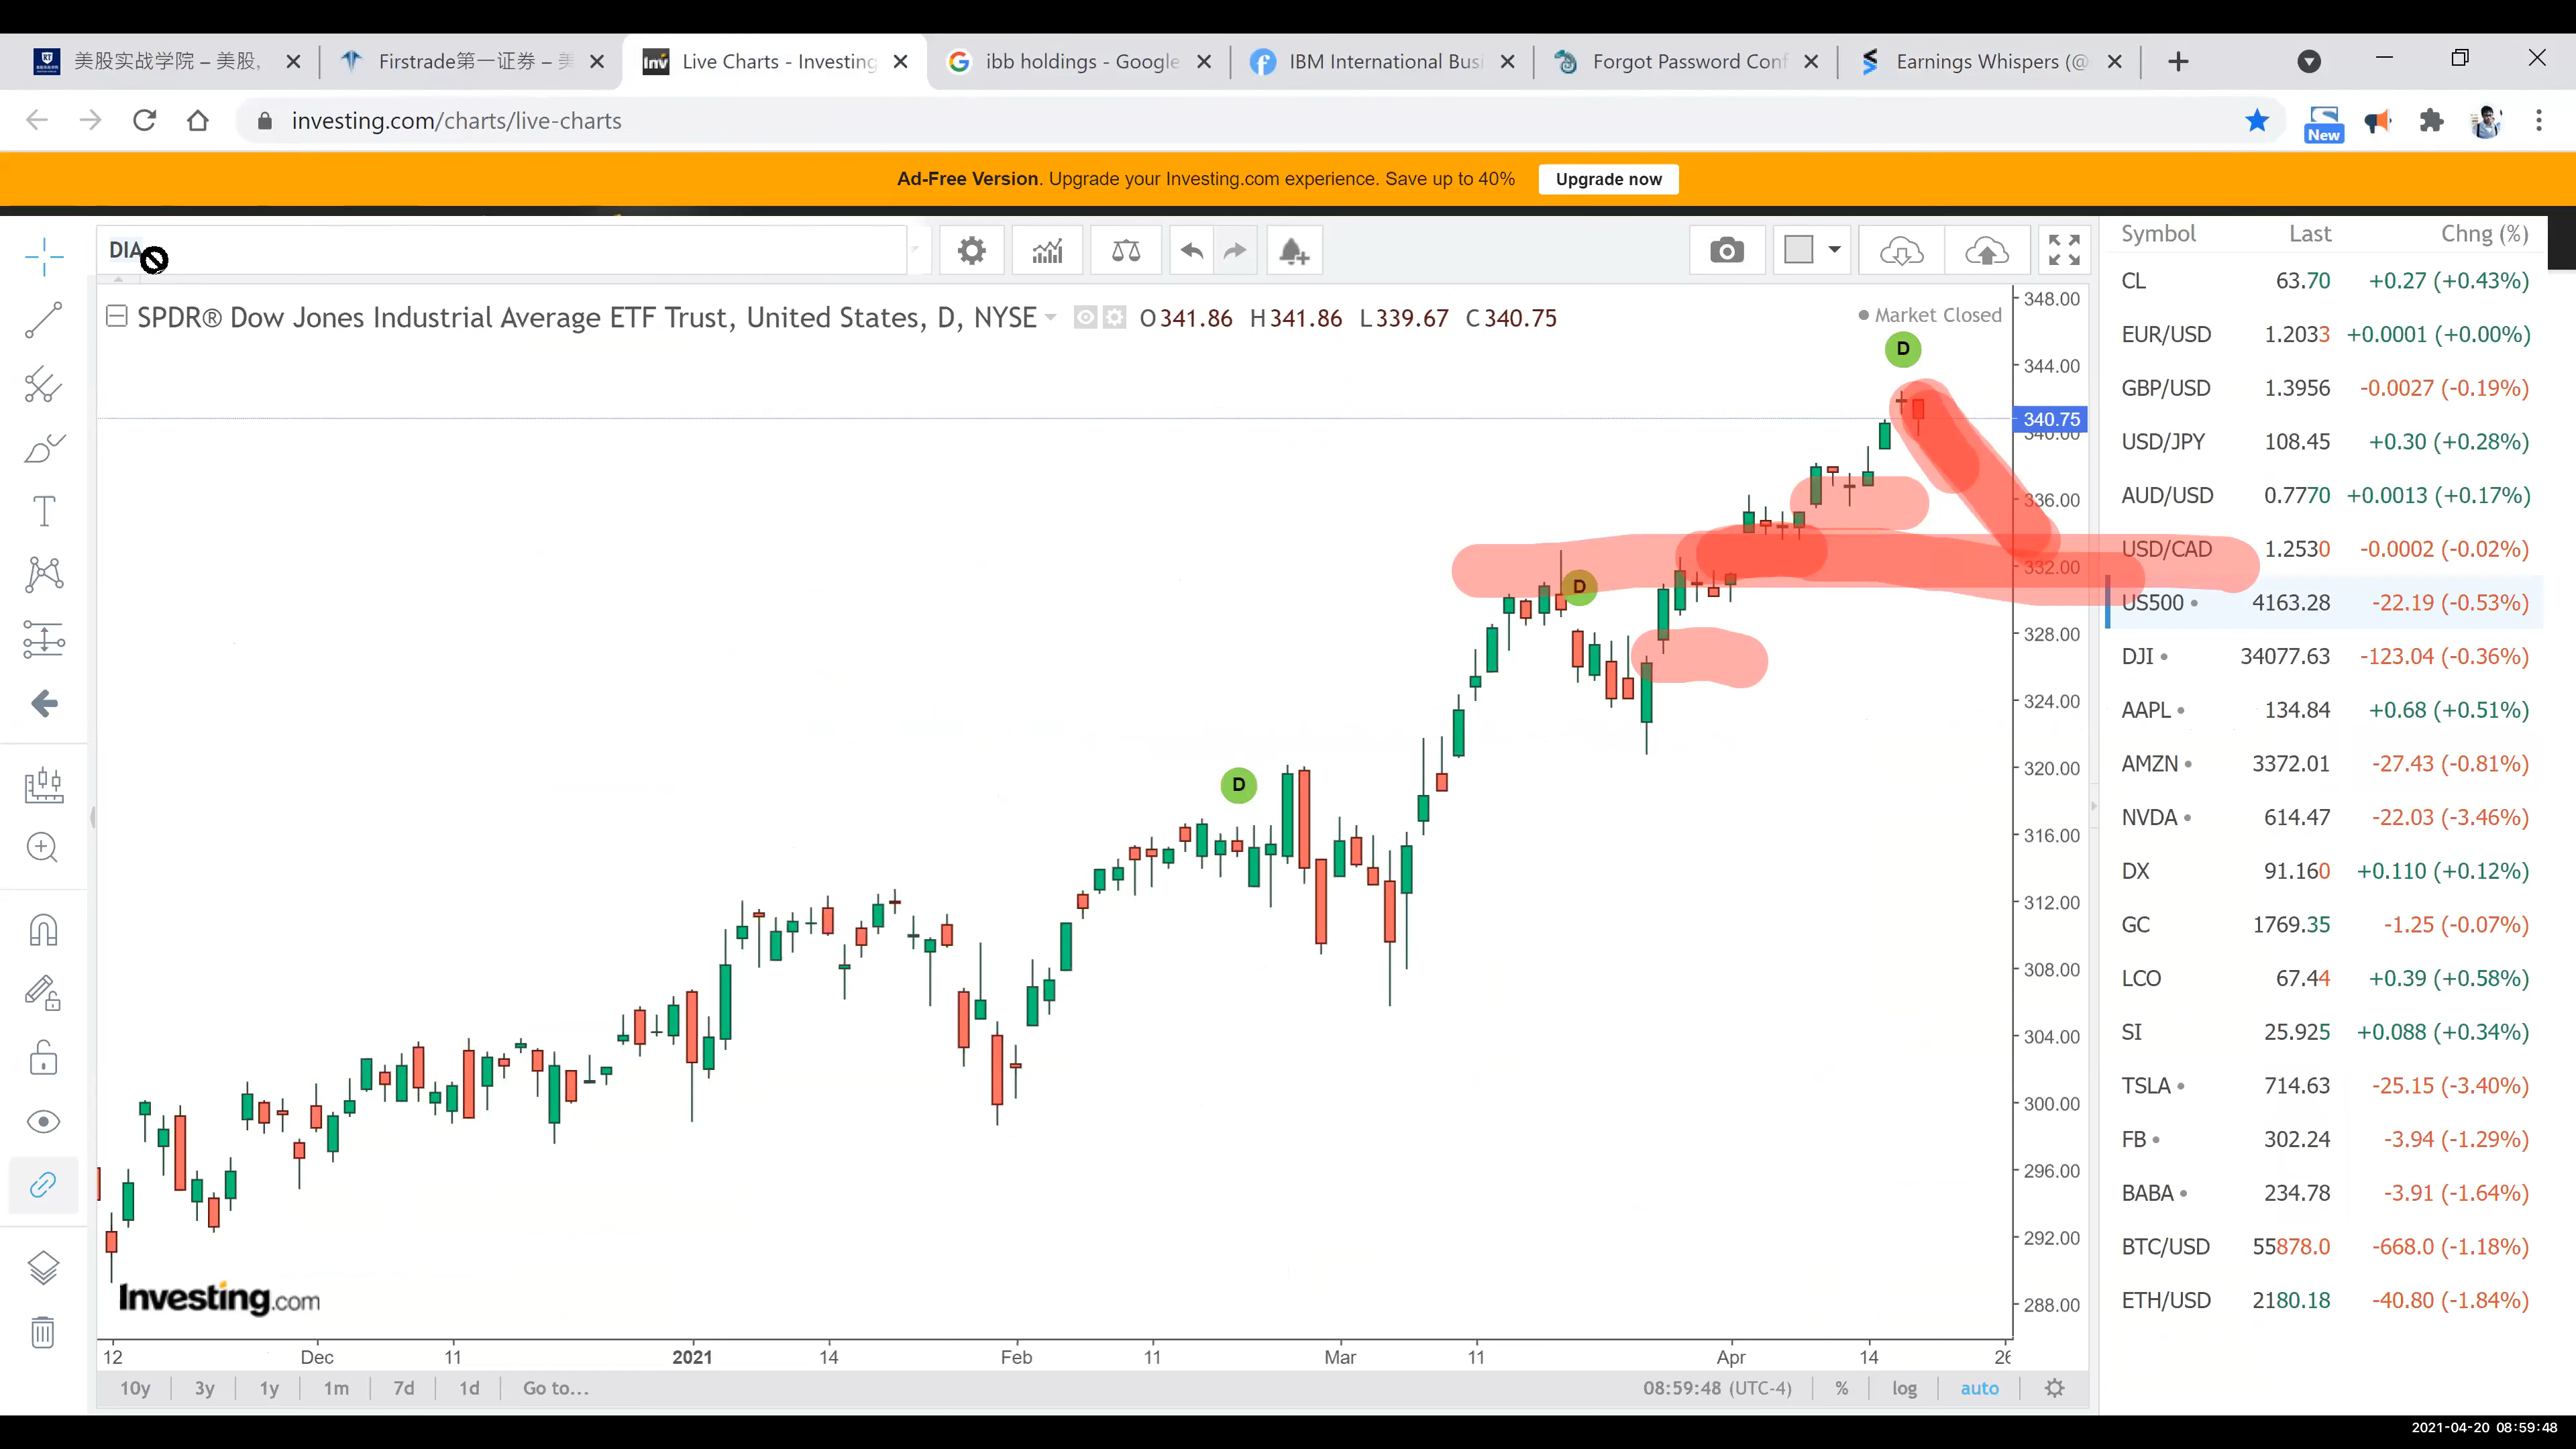 美股实战学院 – 美股,
Firstrade第一证券 – 美
Live Charts - Investing
ibb holdings - Google
IBM International Busi
Forgot Password Conf
Earnings Whispers (@
investing.com/charts/live-charts
New
Ad-Free Version. Upgrade your Investing.com experience. Save up to 40%
Upgrade now
DIA
SPDR® Dow Jones Industrial Average ETF Trust, United States, D, NYSE
O341.86 H341.86 L339.67 C340.75
Market Closed
D
D
D
348.00
344.00
340.75
340.00
336.00
332.00
328.00
324.00
320.00
316.00
312.00
308.00
304.00
300.00
296.00
292.00
288.00
Investing.com
12 Dec 11 2021 14 Feb 11 Mar 11 Apr 14 26
10y 3y 1y 1m 7d 1d Go to...
08:59:48 (UTC-4) % log auto
Symbol Last Chng (%)
CL 63.70 +0.27 (+0.43%)
EUR/USD 1.2033 +0.0001 (+0.00%)
GBP/USD 1.3956 -0.0027 (-0.19%)
USD/JPY 108.45 +0.30 (+0.28%)
AUD/USD 0.7770 +0.0013 (+0.17%)
USD/CAD 1.2530 -0.0002 (-0.02%)
US500 4163.28 -22.19 (-0.53%)
DJI 34077.63 -123.04 (-0.36%)
AAPL 134.84 +0.68 (+0.51%)
AMZN 3372.01 -27.43 (-0.81%)
NVDA 614.47 -22.03 (-3.46%)
DX 91.160 +0.110 (+0.12%)
GC 1769.35 -1.25 (-0.07%)
LCO 67.44 +0.39 (+0.58%)
SI 25.925 +0.088 (+0.34%)
TSLA 714.63 -25.15 (-3.40%)
FB 302.24 -3.94 (-1.29%)
BABA 234.78 -3.91 (-1.64%)
BTC/USD 55878.0 -668.0 (-1.18%)
ETH/USD 2180.18 -40.80 (-1.84%)
2021-04-20 08:59:48